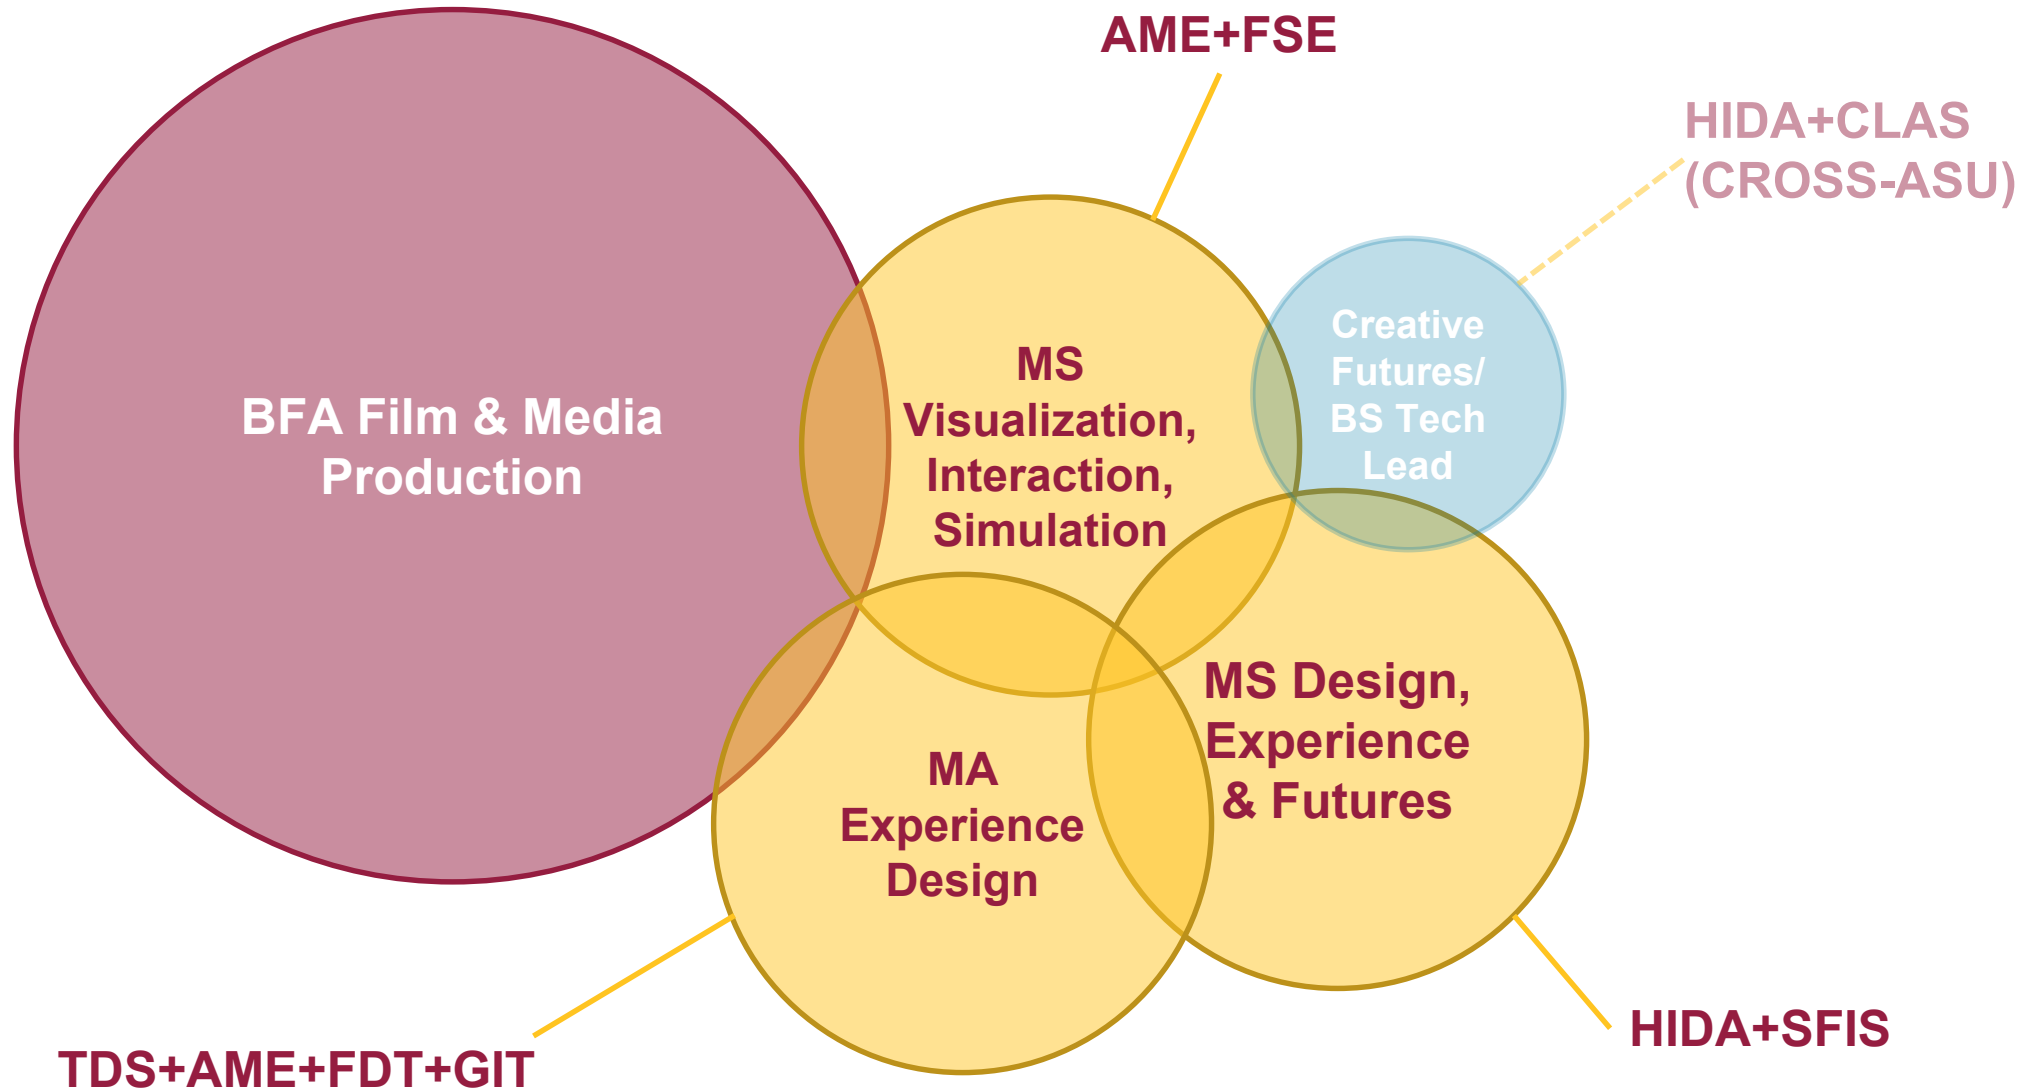 AME+FSE
HIDA+CLAS
(CROSS-ASU)
BFA Film & Media
Production
MS
Visualization,
Interaction,
Simulation
Creative
Futures/
BS Tech
Lead
MS Design,
Experience
& Futures
MA
Experience
Design
HIDA+SFIS
TDS+AME+FDT+GIT